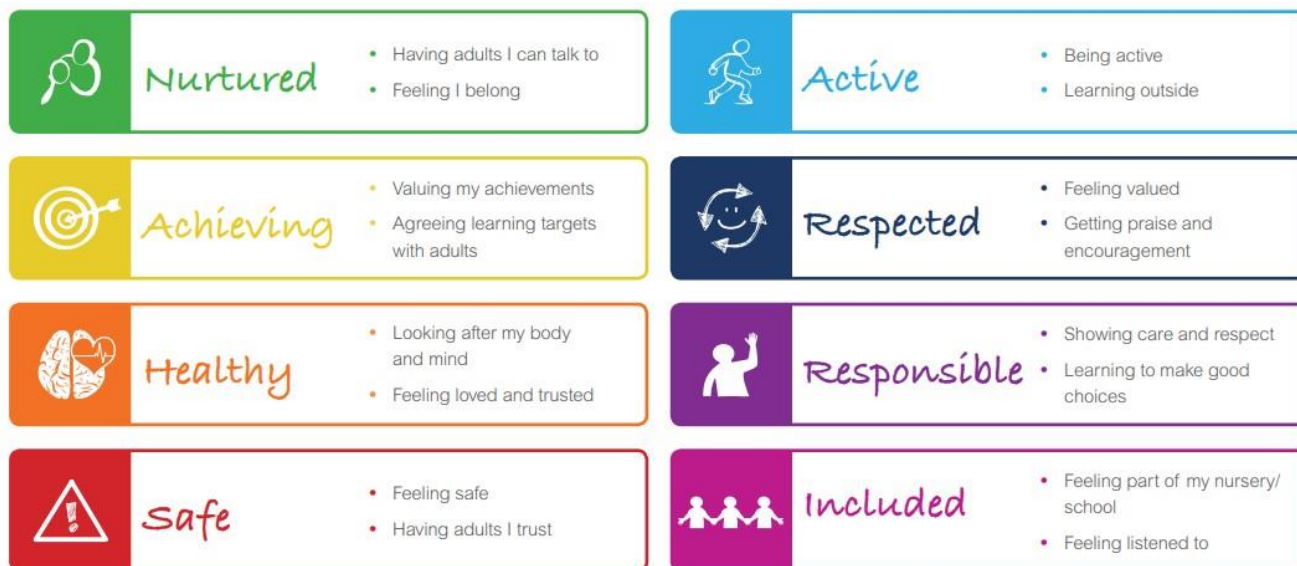 Nurtured
• Having adults I can talk to
• Feeling I belong
Active
• Being active
• Learning outside
Achieving
• Valuing my achievements
• Agreeing learning targets
with adults
Respected
• Feeling valued
• Getting praise and
encouragement
Healthy
• Looking after my body
and mind
• Feeling loved and trusted
Responsible
• Showing care and respect
• Learning to make good
choices
Safe
• Feeling safe
• Having adults I trust
Included
• Feeling part of my nursery/
school
• Feeling listened to